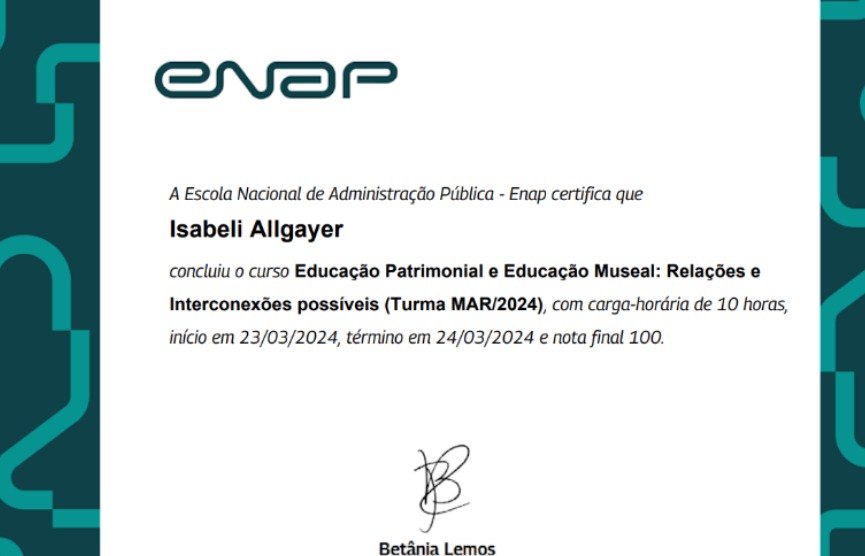 enap
A Escola Nacional de Administração Pública - Enap certifica que
Isabeli Allgayer
concluiu o curso Educação Patrimonial e Educação Museal: Relações e
Interconexões possíveis (Turma MAR/2024), com carga-horária de 10 horas,
início em 23/03/2024, término em 24/03/2024 e nota final 100.
Betânia Lemos